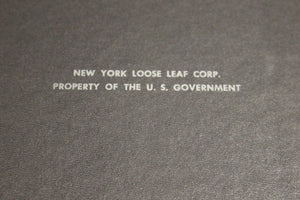 NEW YORK LOOSE LEAF CORP.
PROPERTY OF THE U. S. GOVERNMENT